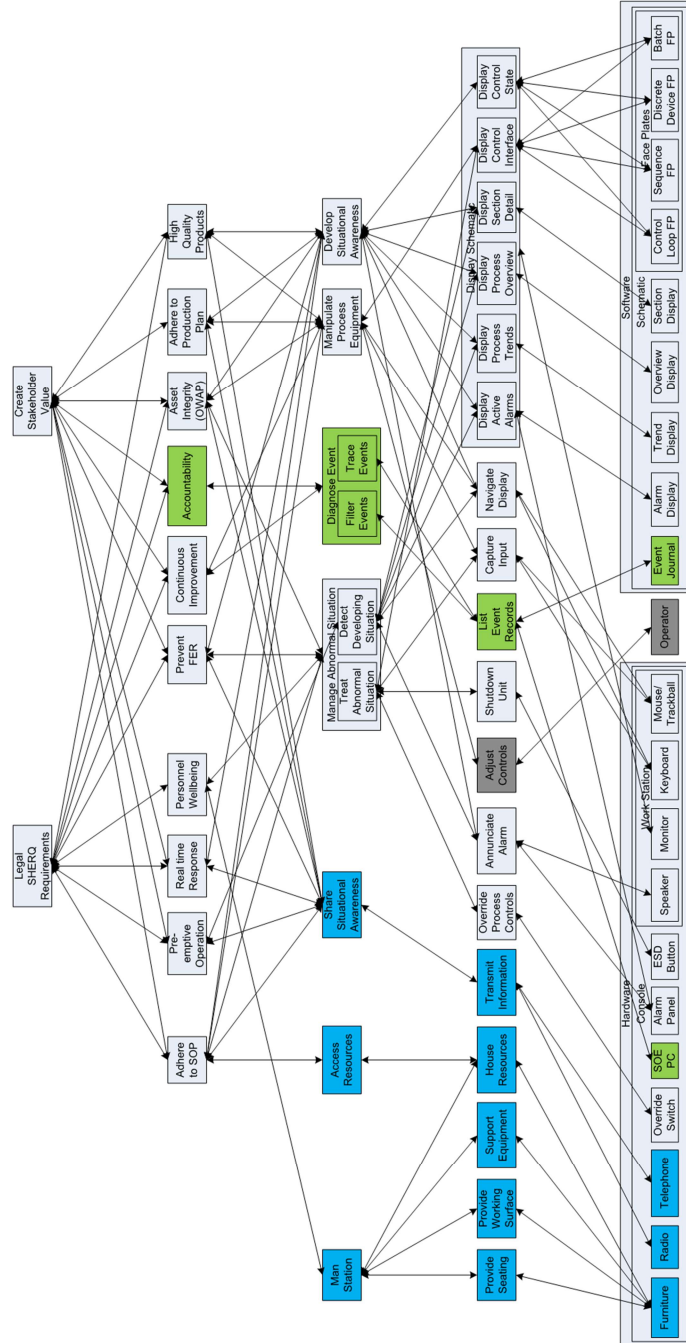 Legal
SHERQ
Requirements
Create
Stakeholder
Value
Adhere
to SOP
Pre-
emptive
Operation
Real time
Response
Personnel
Wellbeing
Prevent
FER
Continuous
Improvement
Accountability
Asset
Integrity
(OWAP)
Adhere to
Production
Plan
High
Quality
Products
Man
Station
Access
Resources
Share
Situational
Awareness
Manage Abnormal Situation
Treat
Abnormal
Situation
Detect
Developing
Situation
Diagnose Event
Filter
Events
Trace
Events
Manipulate
Process
Equipment
Develop
Situational
Awareness
Provide
Seating
Provide
Working
Surface
Support
Equipment
House
Resources
Transmit
Information
Override
Process
Controls
Annunciate
Alarm
Adjust
Controls
Shutdown
Unit
List
Event
Records
Capture
Input
Navigate
Display
Display Schematic
Display
Active
Alarms
Display
Process
Trends
Display
Process
Overview
Display
Section
Detail
Display
Control
Interface
Display
Control
State
Hardware
Console
Furniture
Radio
Telephone
Override
Switch
SOE
PC
Alarm
Panel
ESD
Button
Work Station
Speaker
Monitor
Keyboard
Mouse/
Trackball
Operator
Software
Event
Journal
Schematic
Alarm
Display
Trend
Display
Overview
Display
Section
Display
Face Plates
Control
Loop FP
Sequence
FP
Discrete
Device FP
Batch
FP